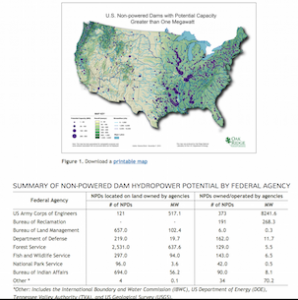 U.S. Non-powered Dams with Potential Capacity
Greater than One Megawatt
OAK
RIDGE
Figure 1. Download a printable map
SUMMARY OF NON-POWERED DAM HYDROPOWER POTENTIAL BY FEDERAL AGENCY
Federal Agency NPDs located on land owned by agencies NPDs owned/operated by agencies
# of NPDs MW # of NPDs MW
US Army Corps of Engineers 121 517.1 373 8241.6
Bureau of Reclamation - - 191 268.3
Bureau of Land Management 657.0 102.4 6.0 0.3
Department of Defense 219.0 19.7 162.0 11.7
Forest Service 2,531.0 637.6 129.0 5.5
Fish and Wildlife Service 297.0 94.0 143.0 6.5
National Park Service 96.0 3.6 42.0 0.5
Bureau of Indian Affairs 694.0 56.2 90.0 8.1
Other * 4 0.1 34 70.2
*Other: includes the International Boundary and Water Commission (IBWC), US Department of Energy (DOE),
Tennessee Valley Authority (TVA), and US Geological Survey (USGS).